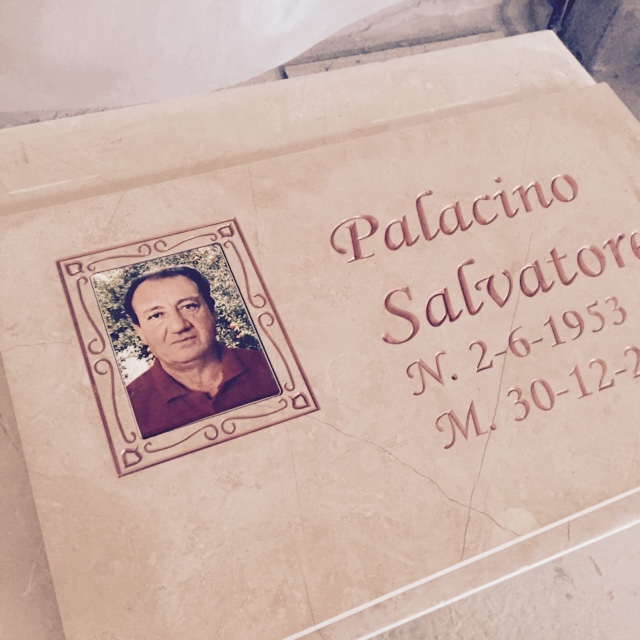 Palacino
Salvatore
N. 2-6-1953
M. 30-12-2